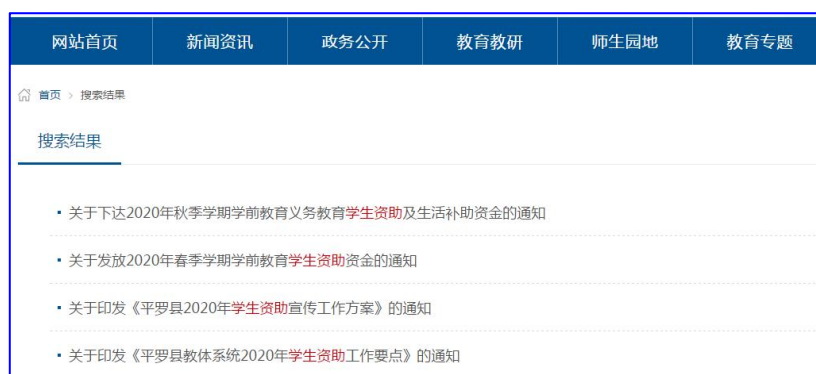 网站首页 新闻资讯 政务公开 教育教研 师生园地 教育专题
首页 > 搜索结果
搜索结果
▪ 关于下达2020年秋季学期学前教育义务教育学生资助及生活补助资金的通知
▪ 关于发放2020年春季学期学前教育学生资助资金的通知
▪ 关于印发《平罗县2020年学生资助宣传工作方案》的通知
▪ 关于印发《平罗县教体系统2020年学生资助工作要点》的通知